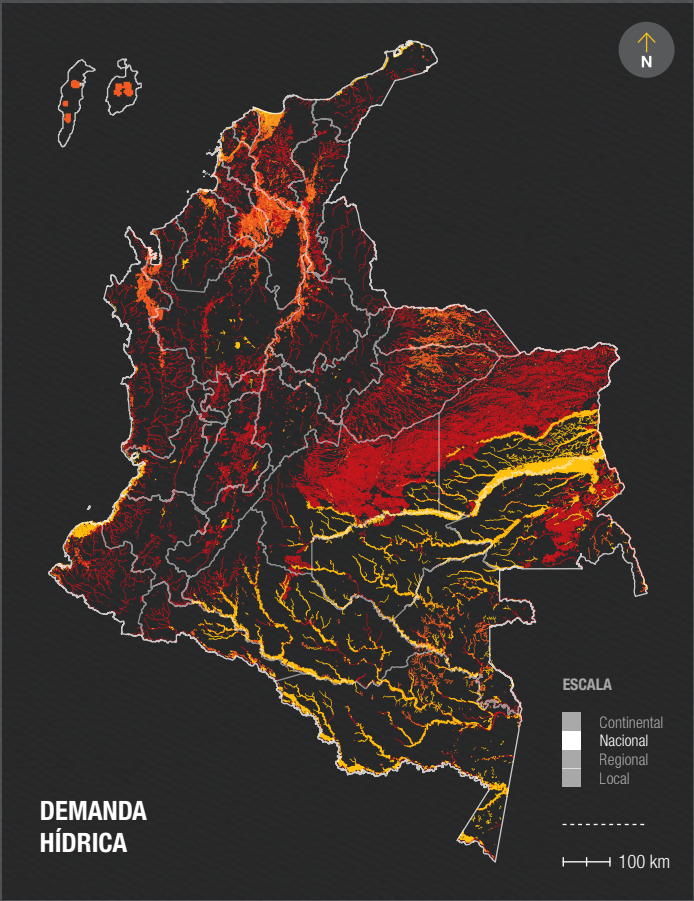 N
ESCALA
Continental
Nacional
Regional
Local
100 km
DEMANDA
HÍDRICA